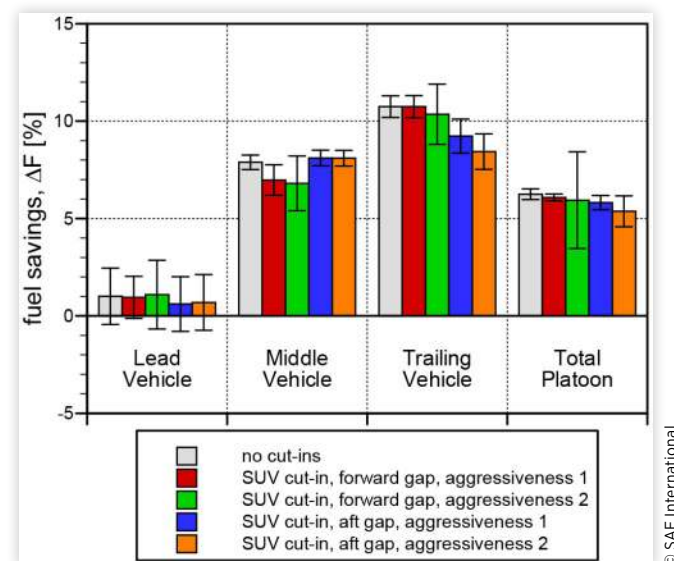 15
10
5
0
-5
fuel savings, ΔF [%]
Lead
Vehicle
Middle
Vehicle
Trailing
Vehicle
Total
Platoon
no cut-ins
SUV cut-in, forward gap, aggressiveness 1
SUV cut-in, forward gap, aggressiveness 2
SUV cut-in, aft gap, aggressiveness 1
SUV cut-in, aft gap, aggressiveness 2
© SAE International